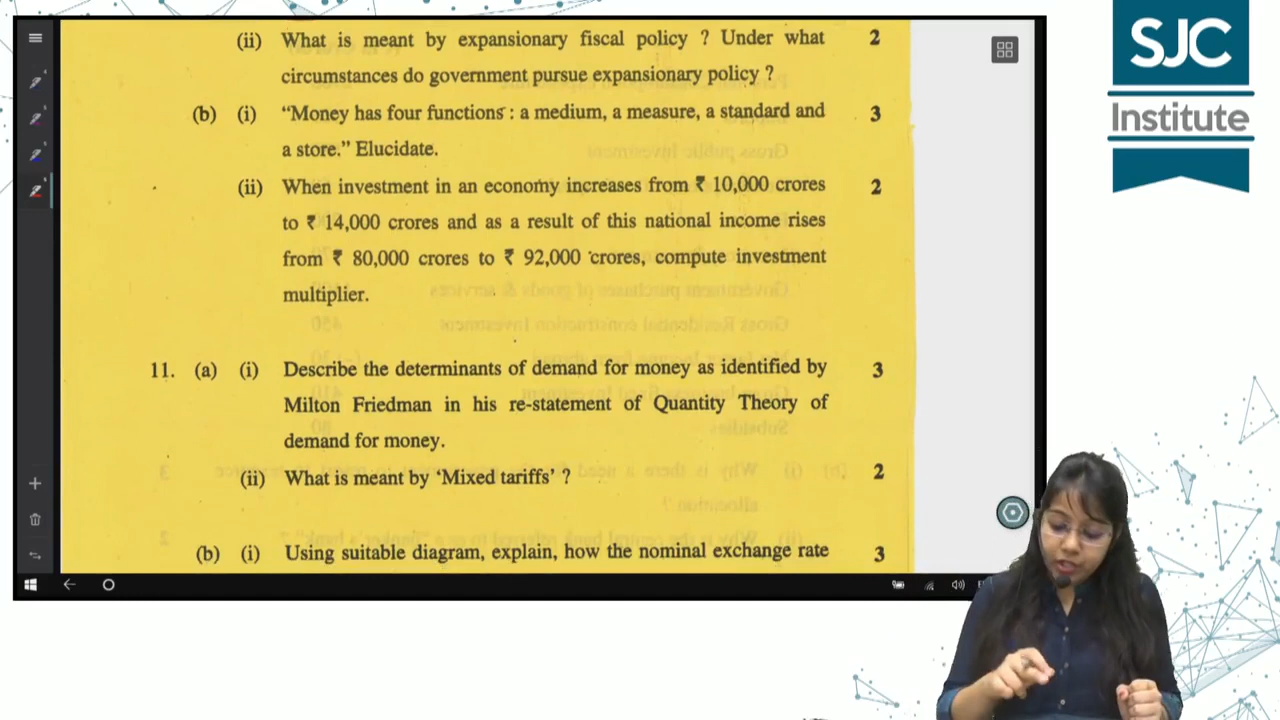 (ii) What is meant by expansionary fiscal policy ? Under what 2
circumstances do government pursue expansionary policy ?
(b) (i) “Money has four functions : a medium, a measure, a standard and 3
a store.” Elucidate.
(ii) When investment in an economy increases from ₹ 10,000 crores 2
to ₹ 14,000 crores and as a result of this national income rises
from ₹ 80,000 crores to ₹ 92,000 crores, compute investment
multiplier.
11. (a) (i) Describe the determinants of demand for money as identified by 3
Milton Friedman in his re-statement of Quantity Theory of
demand for money.
(ii) What is meant by ‘Mixed tariffs’ ? 2
(b) (i) Using suitable diagram, explain, how the nominal exchange rate 3
SJC
Institute